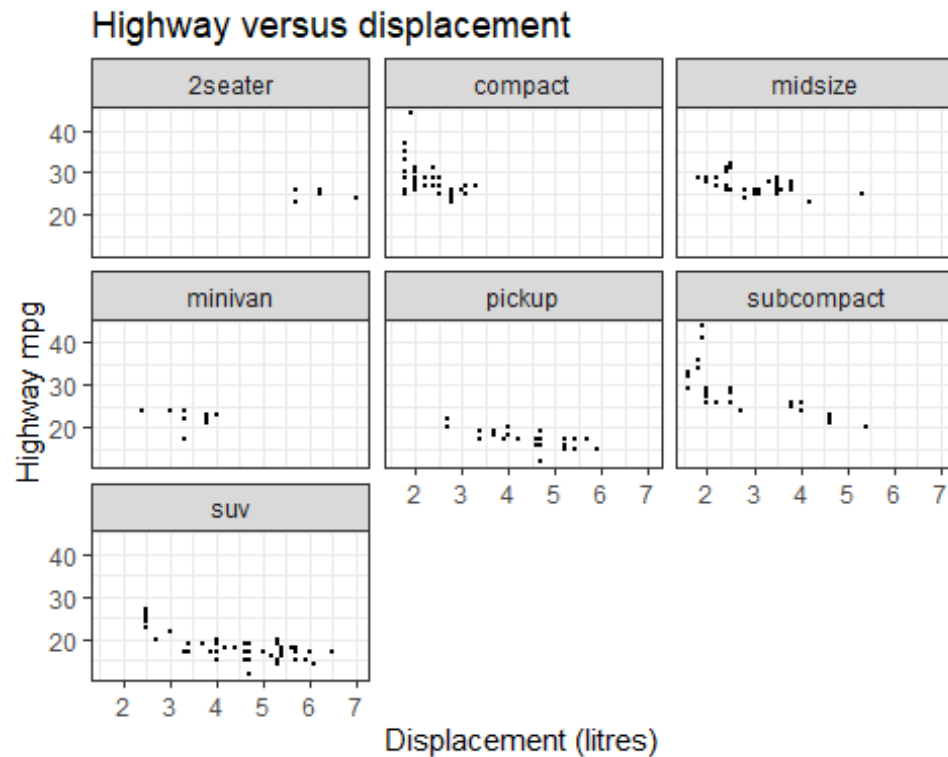 Highway versus displacement
2seater compact midsize
40
30
20
minivan pickup subcompact
40
30
20
2 3 4 5 6 7 2 3 4 5 6 7
suv
40
30
20
2 3 4 5 6 7
Highway mpg
Displacement (litres)